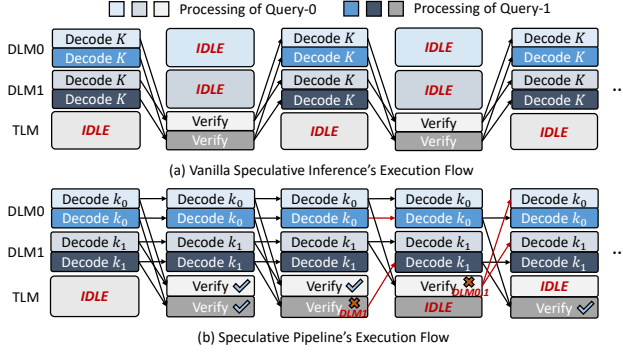 Processing of Query-0 Processing of Query-1
DLM0 Decode K IDLE Decode K IDLE Decode K
Decode K Decode K Decode K
DLM1 Decode K IDLE Decode K IDLE Decode K
Decode K Decode K Decode K ...
TLM IDLE Verify IDLE Verify IDLE
Verify Verify
(a) Vanilla Speculative Inference's Execution Flow
DLM0 Decode k₀ Decode k₀ Decode k₀ Decode k₀ Decode k₀
Decode k₀ Decode k₀ Decode k₀ Decode k₀ Decode k₀
DLM1 Decode k₁ Decode k₁ Decode k₁ Decode k₁ Decode k₁
Decode k₁ Decode k₁ Decode k₁ Decode k₁ Decode k₁ ...
TLM IDLE Verify ✓ Verify ✓ Verify ✖ DLM0,1 IDLE
Verify ✓ Verify ✖ DLM1 IDLE Verify ✓
(b) Speculative Pipeline's Execution Flow